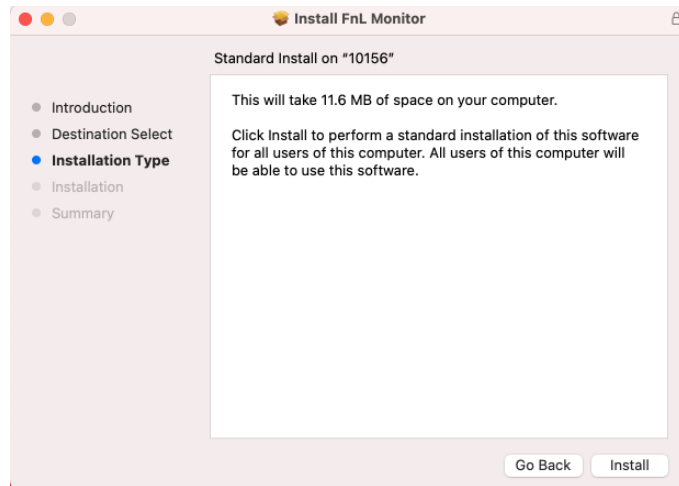 Install FnL Monitor
Standard Install on “10156”
Introduction
Destination Select
Installation Type
Installation
Summary
This will take 11.6 MB of space on your computer.
Click Install to perform a standard installation of this software
for all users of this computer. All users of this computer will
be able to use this software.
Go Back
Install